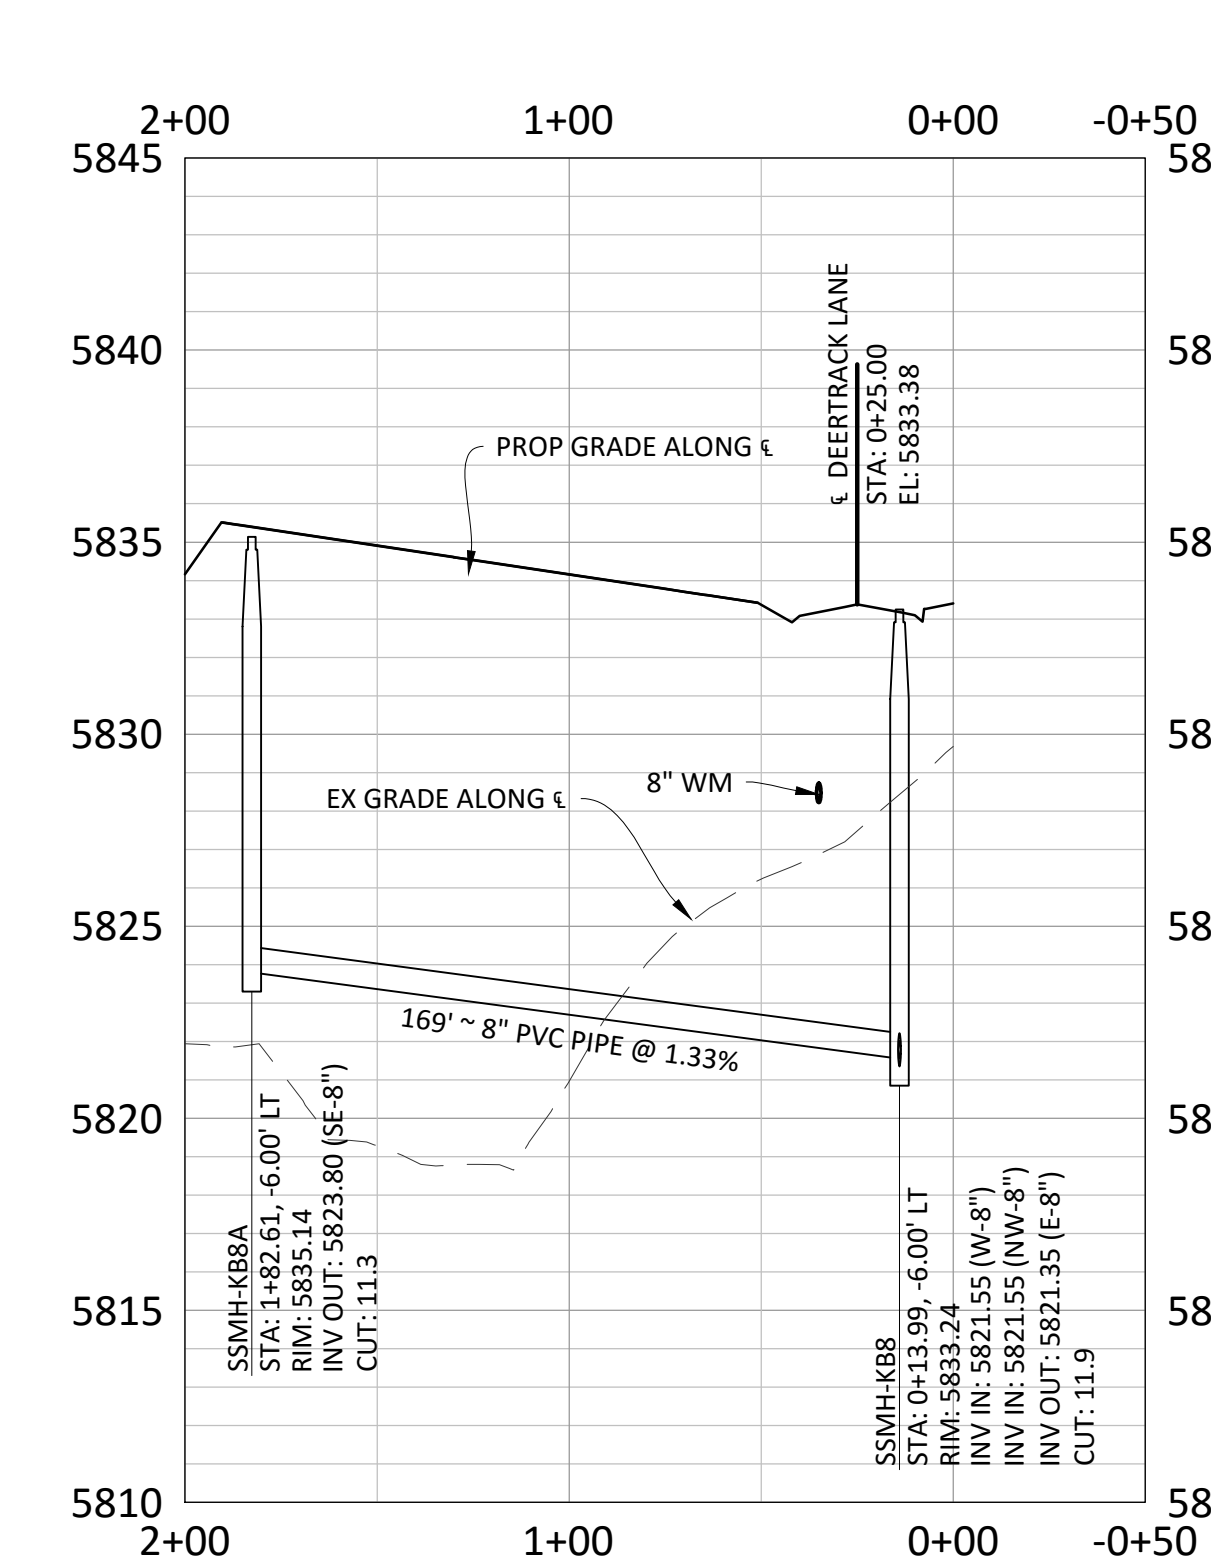 2+00 1+00 0+00 -0+50
5845 58
5840 58
℄ DEERTRACK LANE
STA: 0+25.00
EL: 5833.38
PROP GRADE ALONG ℄
5835 58
5830 58
8" WM
EX GRADE ALONG ℄
5825 58
169' ~ 8" PVC PIPE @ 1.33%
5820 58
SSMH-KB8A
STA: 1+82.61, -6.00' LT
RIM: 5835.14
INV OUT: 5823.80 (SE-8")
CUT: 11.3
5815 58
SSMH-KB8
STA: 0+13.99, -6.00' LT
RIM: 5833.24
INV IN: 5821.55 (W-8")
INV IN: 5821.55 (NW-8")
INV OUT: 5821.35 (E-8")
CUT: 11.9
5810 58
2+00 1+00 0+00 -0+50